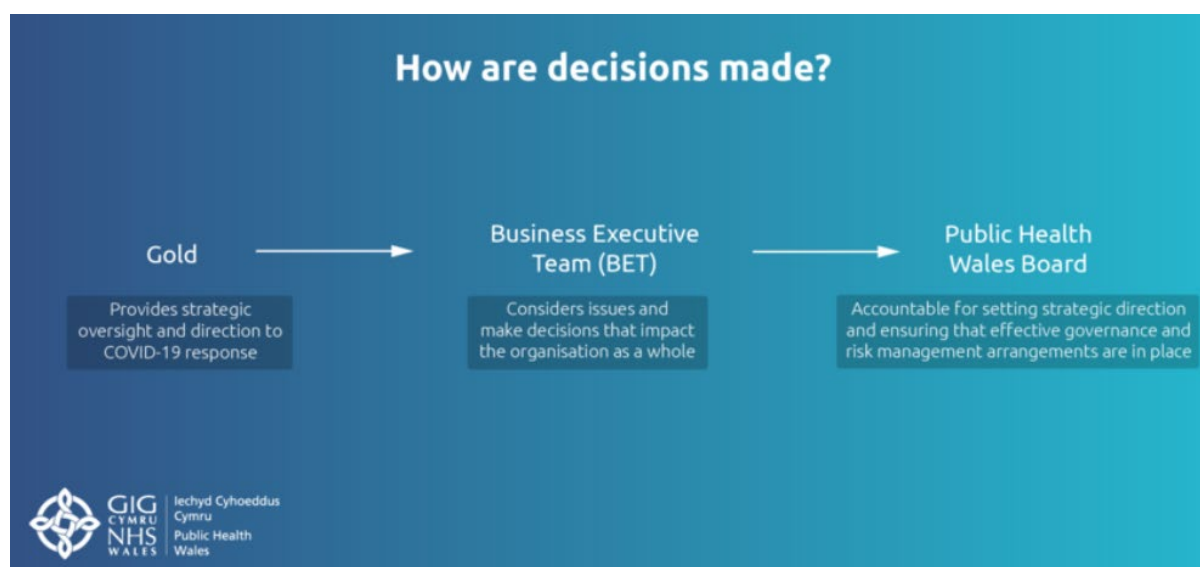 How are decisions made?
Gold
Provides strategic
oversight and direction to
COVID-19 response
Business Executive
Team (BET)
Considers issues and
make decisions that impact
the organisation as a whole
Public Health
Wales Board
Accountable for setting strategic direction
and ensuring that effective governance and
risk management arrangements are in place
GIG
CYMRU
NHS
WALES
Iechyd Cyhoeddus
Cymru
Public Health
Wales